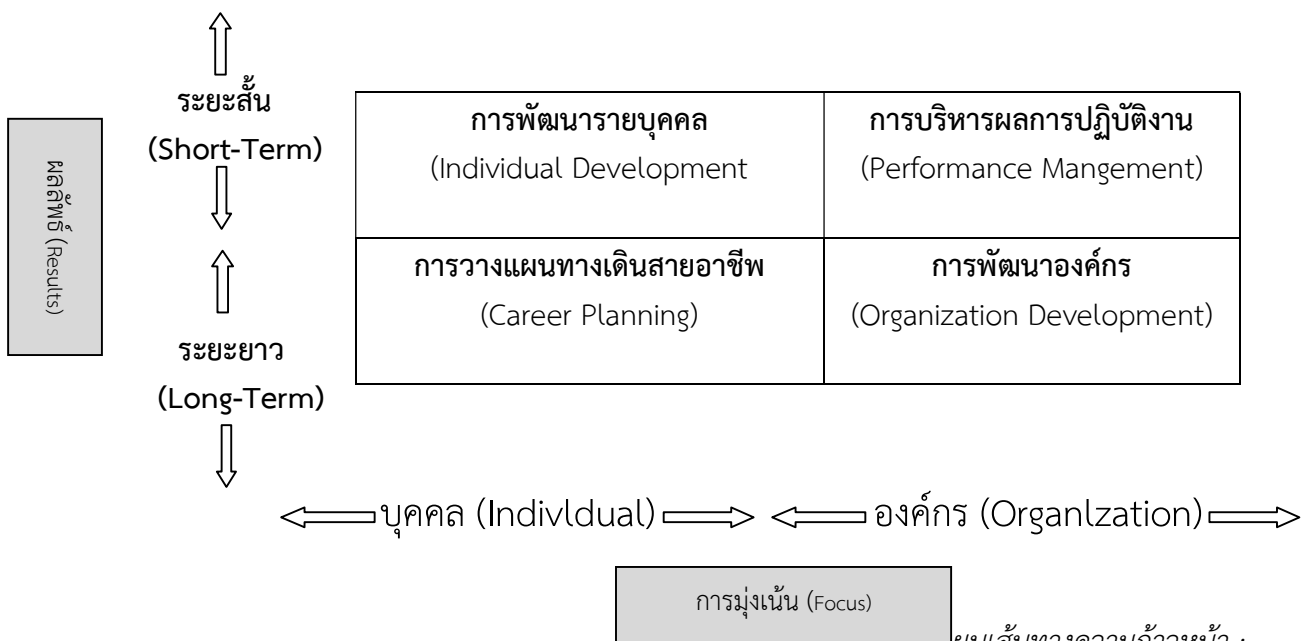 ระยะสั้น
(Short-Term)
ผลลัพธ์ (Results)
การพัฒนารายบุคคล
(Individual Development
การบริหารผลการปฏิบัติงาน
(Performance Mangement)
การวางแผนทางเดินสายอาชีพ
(Career Planning)
การพัฒนาองค์กร
(Organization Development)
ระยะยาว
(Long-Term)
บุคคล (Indivldual)
องค์กร (Organlzation)
การมุ่งเน้น (Focus)